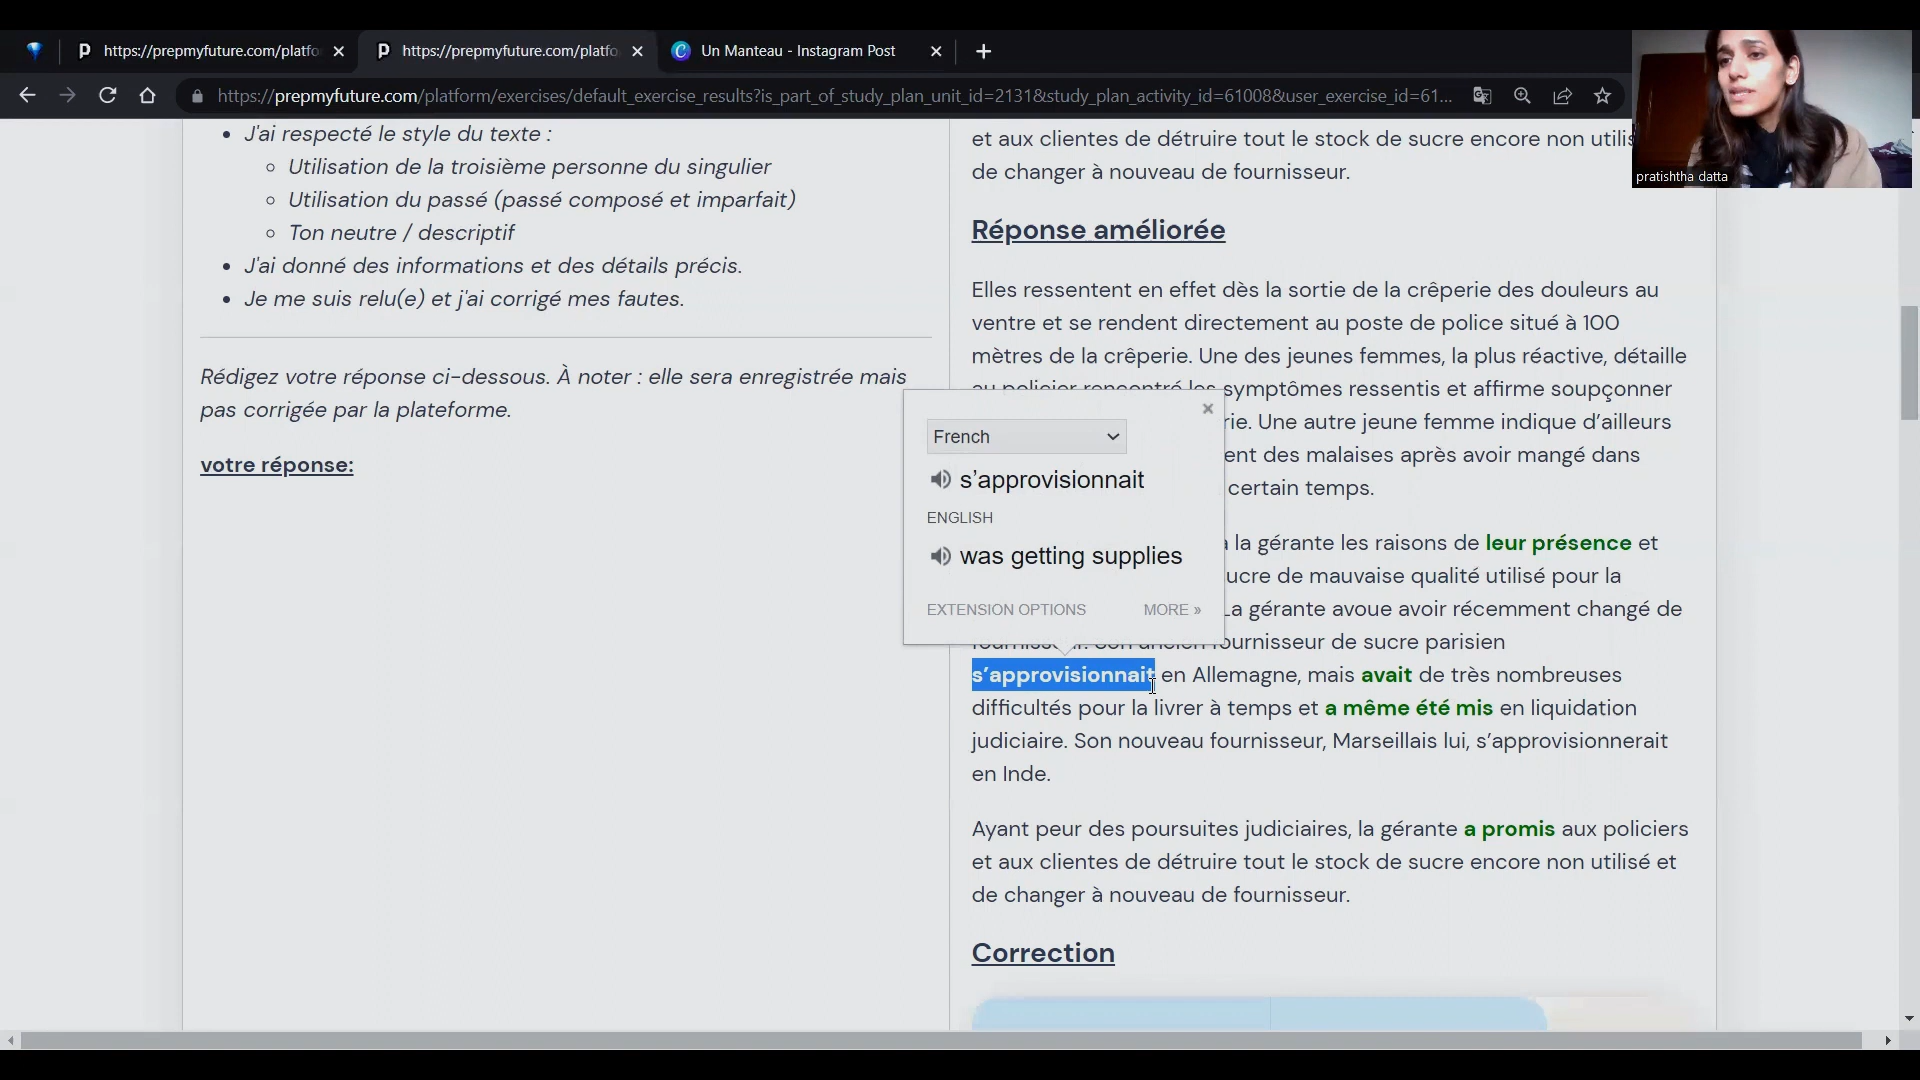 https://prepmyfuture.com/platfo
https://prepmyfuture.com/platfo
Un Manteau - Instagram Post
https://prepmyfuture.com/platform/exercises/default_exercise_results?is_part_of_study_plan_unit_id=2131&study_plan_activity_id=61008&user_exercise_id=61...
pratishtha datta
• J'ai respecté le style du texte :
Utilisation de la troisième personne du singulier
Utilisation du passé (passé composé et imparfait)
Ton neutre / descriptif
• J'ai donné des informations et des détails précis.
• Je me suis relu(e) et j'ai corrigé mes fautes.
Rédigez votre réponse ci-dessous. À noter : elle sera enregistrée mais
pas corrigée par la plateforme.
votre réponse:
et aux clientes de détruire tout le stock de sucre encore non utilis
de changer à nouveau de fournisseur.
Réponse améliorée
Elles ressentent en effet dès la sortie de la crêperie des douleurs au
ventre et se rendent directement au poste de police situé à 100
mètres de la crêperie. Une des jeunes femmes, la plus réactive, détaille
au policier rencontré les symptômes ressentis et affirme soupçonner
rie. Une autre jeune femme indique d’ailleurs
ent des malaises après avoir mangé dans
certain temps.
la gérante les raisons de leur présence et
ucre de mauvaise qualité utilisé pour la
La gérante avoue avoir récemment changé de
fournisseur. Son ancien fournisseur de sucre parisien
s’approvisionnait en Allemagne, mais avait de très nombreuses
difficultés pour la livrer à temps et a même été mis en liquidation
judiciaire. Son nouveau fournisseur, Marseillais lui, s’approvisionnerait
en Inde.
Ayant peur des poursuites judiciaires, la gérante a promis aux policiers
et aux clientes de détruire tout le stock de sucre encore non utilisé et
de changer à nouveau de fournisseur.
Correction
French
s’approvisionnait
ENGLISH
was getting supplies
EXTENSION OPTIONS MORE »